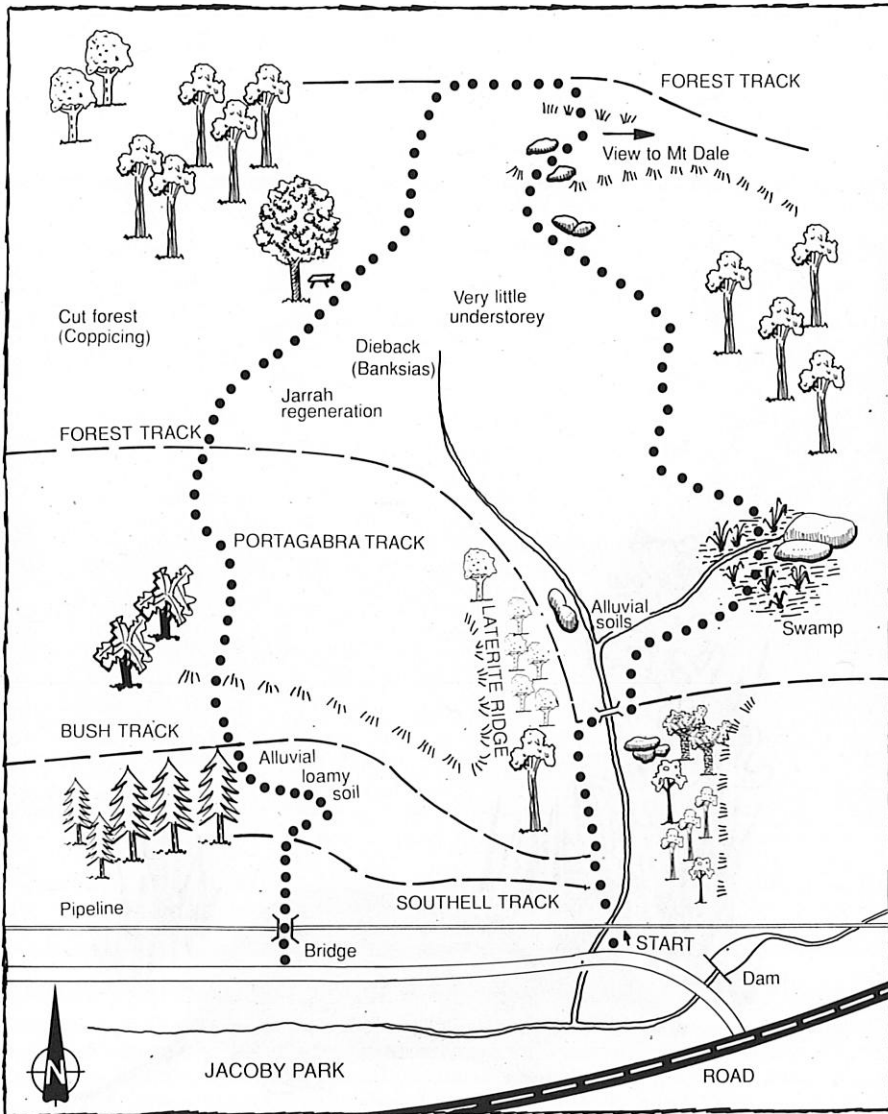 FOREST TRACK
View to Mt Dale
Cut forest
(Coppicing)
Very little
understorey
Dieback
(Banksias)
Jarrah
regeneration
FOREST TRACK
PORTAGABRA TRACK
LATERITE RIDGE
Alluvial
soils
Swamp
BUSH TRACK
Alluvial
loamy
soil
SOUTHELL TRACK
Pipeline
Bridge
START
Dam
N
JACOBY PARK
ROAD